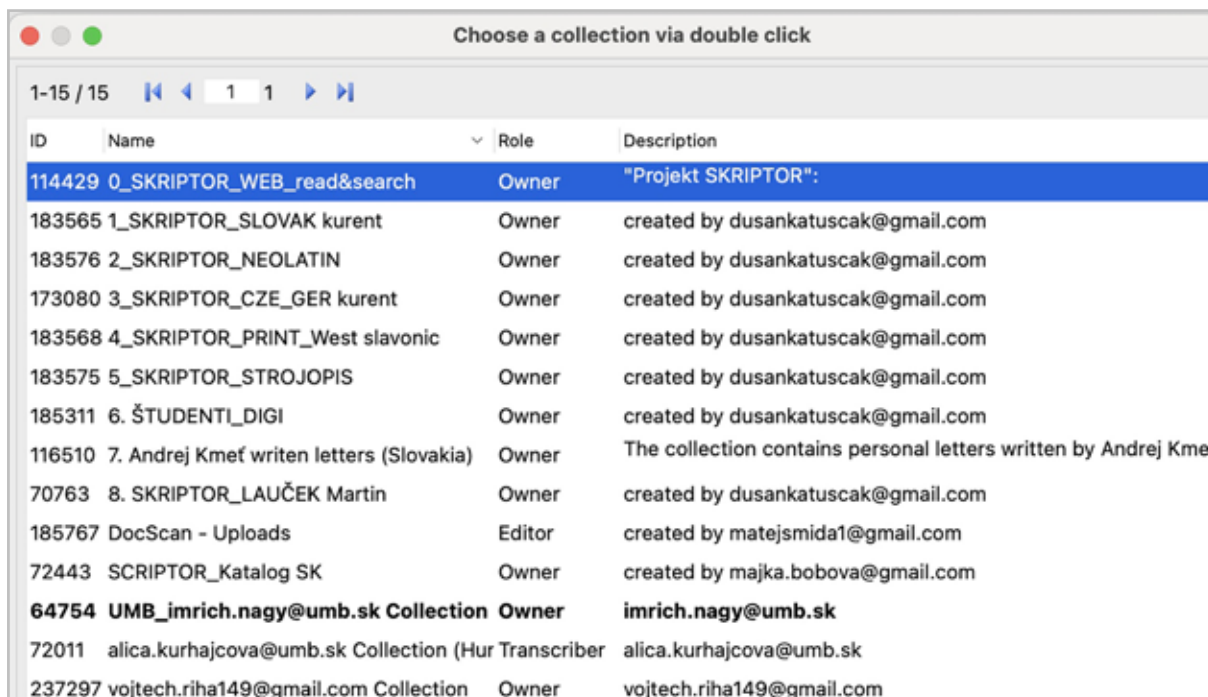 Choose a collection via double click
1-15 / 15 1 1
ID Name Role Description
114429 0_SKRIPTOR_WEB_read&search Owner "Projekt SKRIPTOR":
183565 1_SKRIPTOR_SLOVAK kurent Owner created by dusankatuscak@gmail.com
183576 2_SKRIPTOR_NEOLATIN Owner created by dusankatuscak@gmail.com
173080 3_SKRIPTOR_CZE_GER kurent Owner created by dusankatuscak@gmail.com
183568 4_SKRIPTOR_PRINT_West slavonic Owner created by dusankatuscak@gmail.com
183575 5_SKRIPTOR_STROJOPIS Owner created by dusankatuscak@gmail.com
185311 6. ŠTUDENTI_DIGI Owner created by dusankatuscak@gmail.com
116510 7. Andrej Kmeť writen letters (Slovakia) Owner The collection contains personal letters written by Andrej Kme
70763 8. SKRIPTOR_LAUČEK Martin Owner created by dusankatuscak@gmail.com
185767 DocScan - Uploads Editor created by matejsmida1@gmail.com
72443 SCRIPTOR_Katalog SK Owner created by majka.bobova@gmail.com
64754 UMB_imrich.nagy@umb.sk Collection Owner imrich.nagy@umb.sk
72011 alica.kurhajcova@umb.sk Collection (Hur Transcriber alica.kurhajcova@umb.sk
237297 vojtech.riha149@gmail.com Collection Owner vojtech.riha149@gmail.com